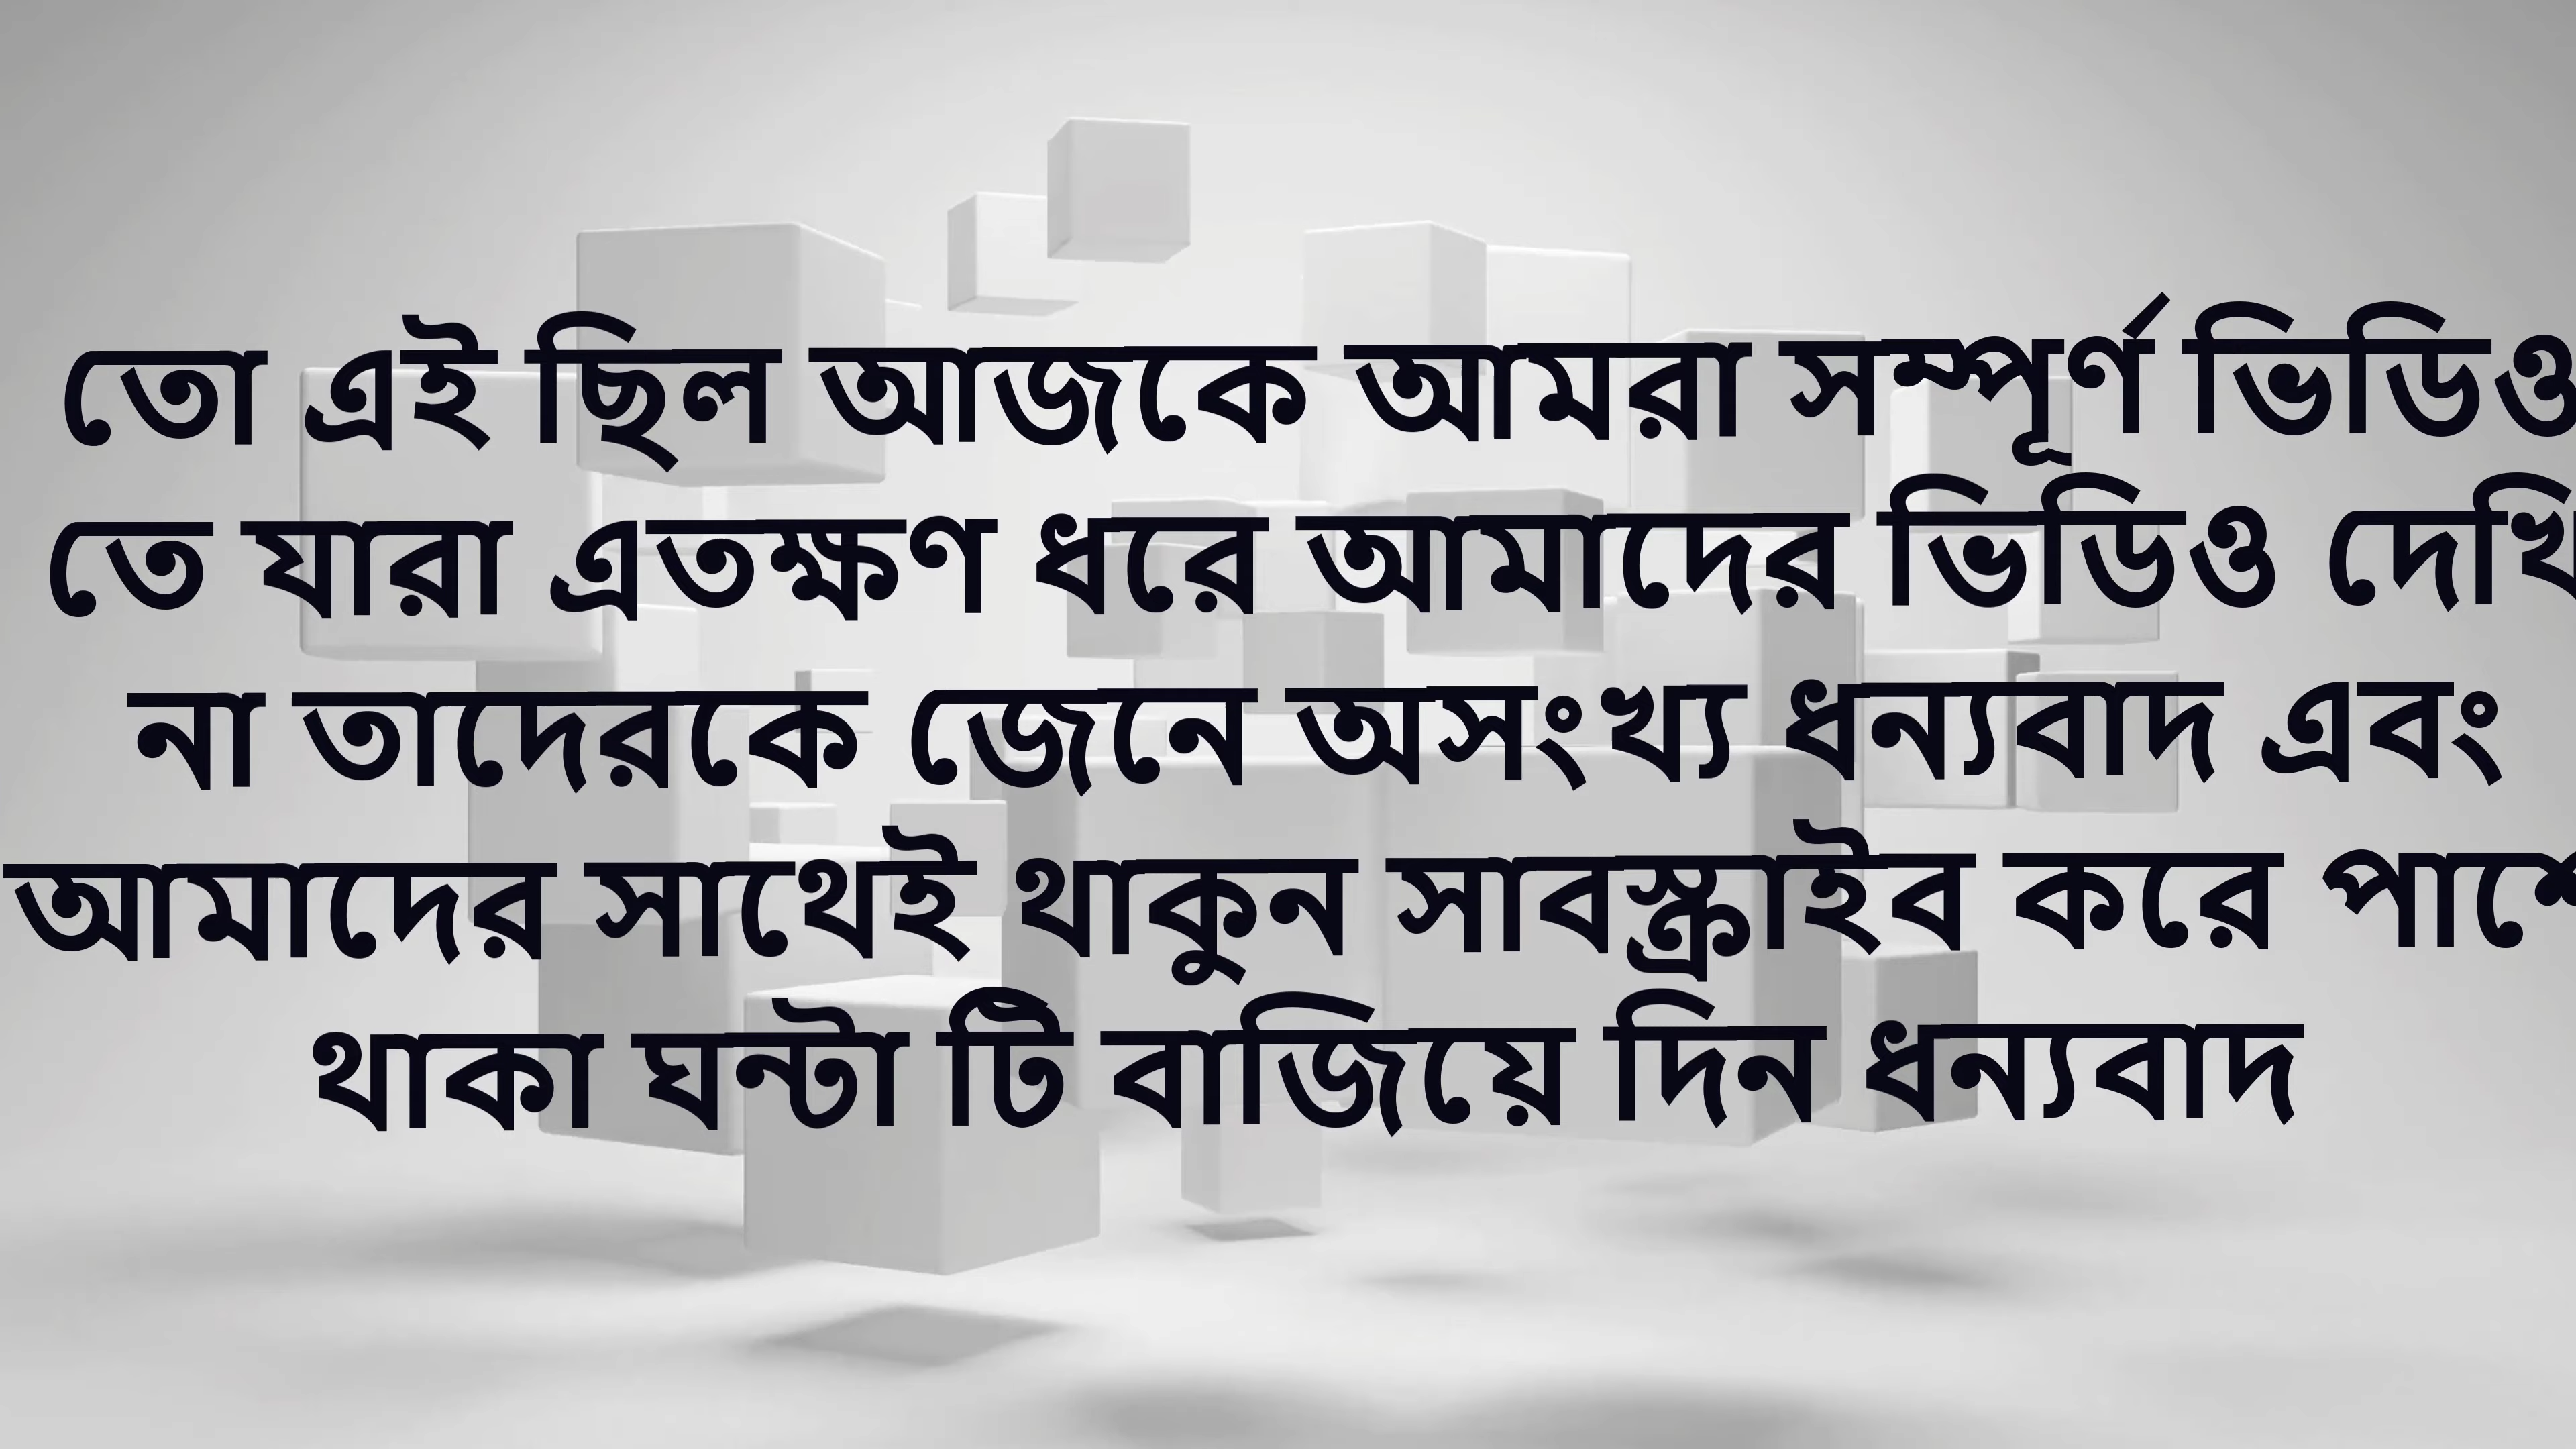 তো এই ছিল আজকে আমরা সম্পূর্ণ ভিডিও
তে যারা এতক্ষণ ধরে আমাদের ভিডিও দেখি
না তাদেরকে জেনে অসংখ্য ধন্যবাদ এবং
আমাদের সাথেই থাকুন সাবস্ক্রাইব করে পাশে
থাকা ঘন্টা টি বাজিয়ে দিন ধন্যবাদ